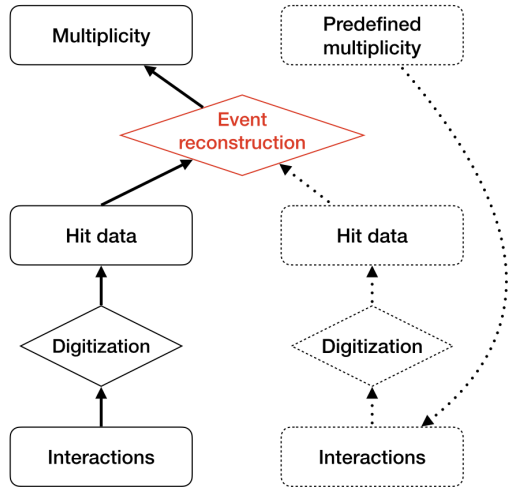 Multiplicity
Predefined
multiplicity
Event
reconstruction
Hit data
Hit data
Digitization
Digitization
Interactions
Interactions